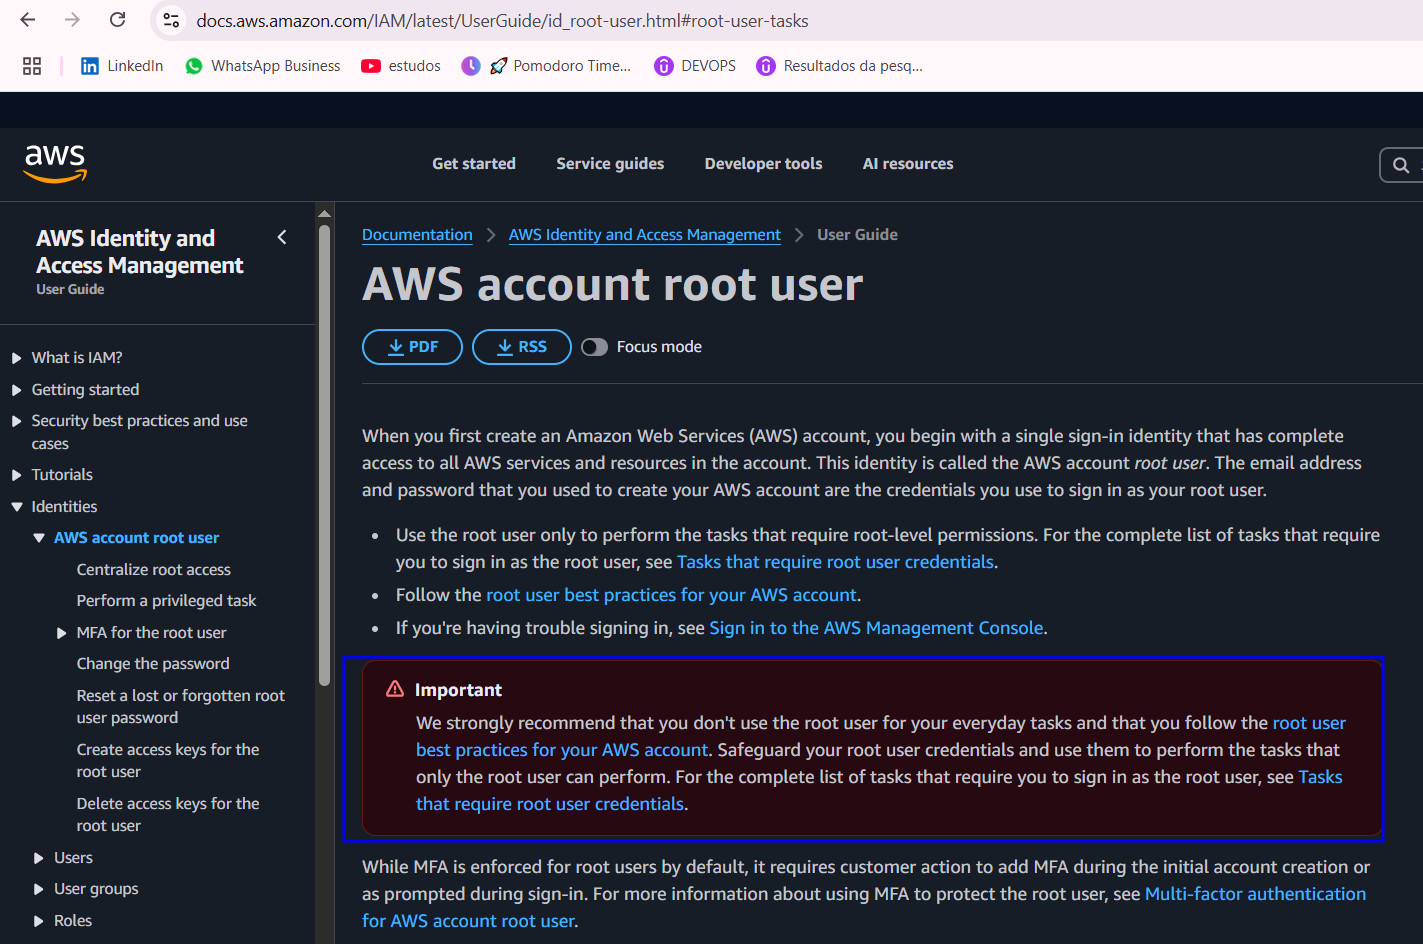 docs.aws.amazon.com/IAM/latest/UserGuide/id_root-user.html#root-user-tasks
LinkedIn WhatsApp Business estudos Pomodoro Time... DEVOPS Resultados da pesq...
aws
Get started Service guides Developer tools AI resources
AWS Identity and
Access Management
User Guide
What is IAM?
Getting started
Security best practices and use
cases
Tutorials
Identities
AWS account root user
Centralize root access
Perform a privileged task
MFA for the root user
Change the password
Reset a lost or forgotten root
user password
Create access keys for the
root user
Delete access keys for the
root user
Users
User groups
Roles
Documentation > AWS Identity and Access Management > User Guide
AWS account root user
PDF RSS Focus mode
When you first create an Amazon Web Services (AWS) account, you begin with a single sign-in identity that has complete
access to all AWS services and resources in the account. This identity is called the AWS account root user. The email address
and password that you used to create your AWS account are the credentials you use to sign in as your root user.
• Use the root user only to perform the tasks that require root-level permissions. For the complete list of tasks that require
you to sign in as the root user, see Tasks that require root user credentials.
• Follow the root user best practices for your AWS account.
• If you're having trouble signing in, see Sign in to the AWS Management Console.
Important
We strongly recommend that you don't use the root user for your everyday tasks and that you follow the root user
best practices for your AWS account. Safeguard your root user credentials and use them to perform the tasks that
only the root user can perform. For the complete list of tasks that require you to sign in as the root user, see Tasks
that require root user credentials.
While MFA is enforced for root users by default, it requires customer action to add MFA during the initial account creation or
as prompted during sign-in. For more information about using MFA to protect the root user, see Multi-factor authentication
for AWS account root user.